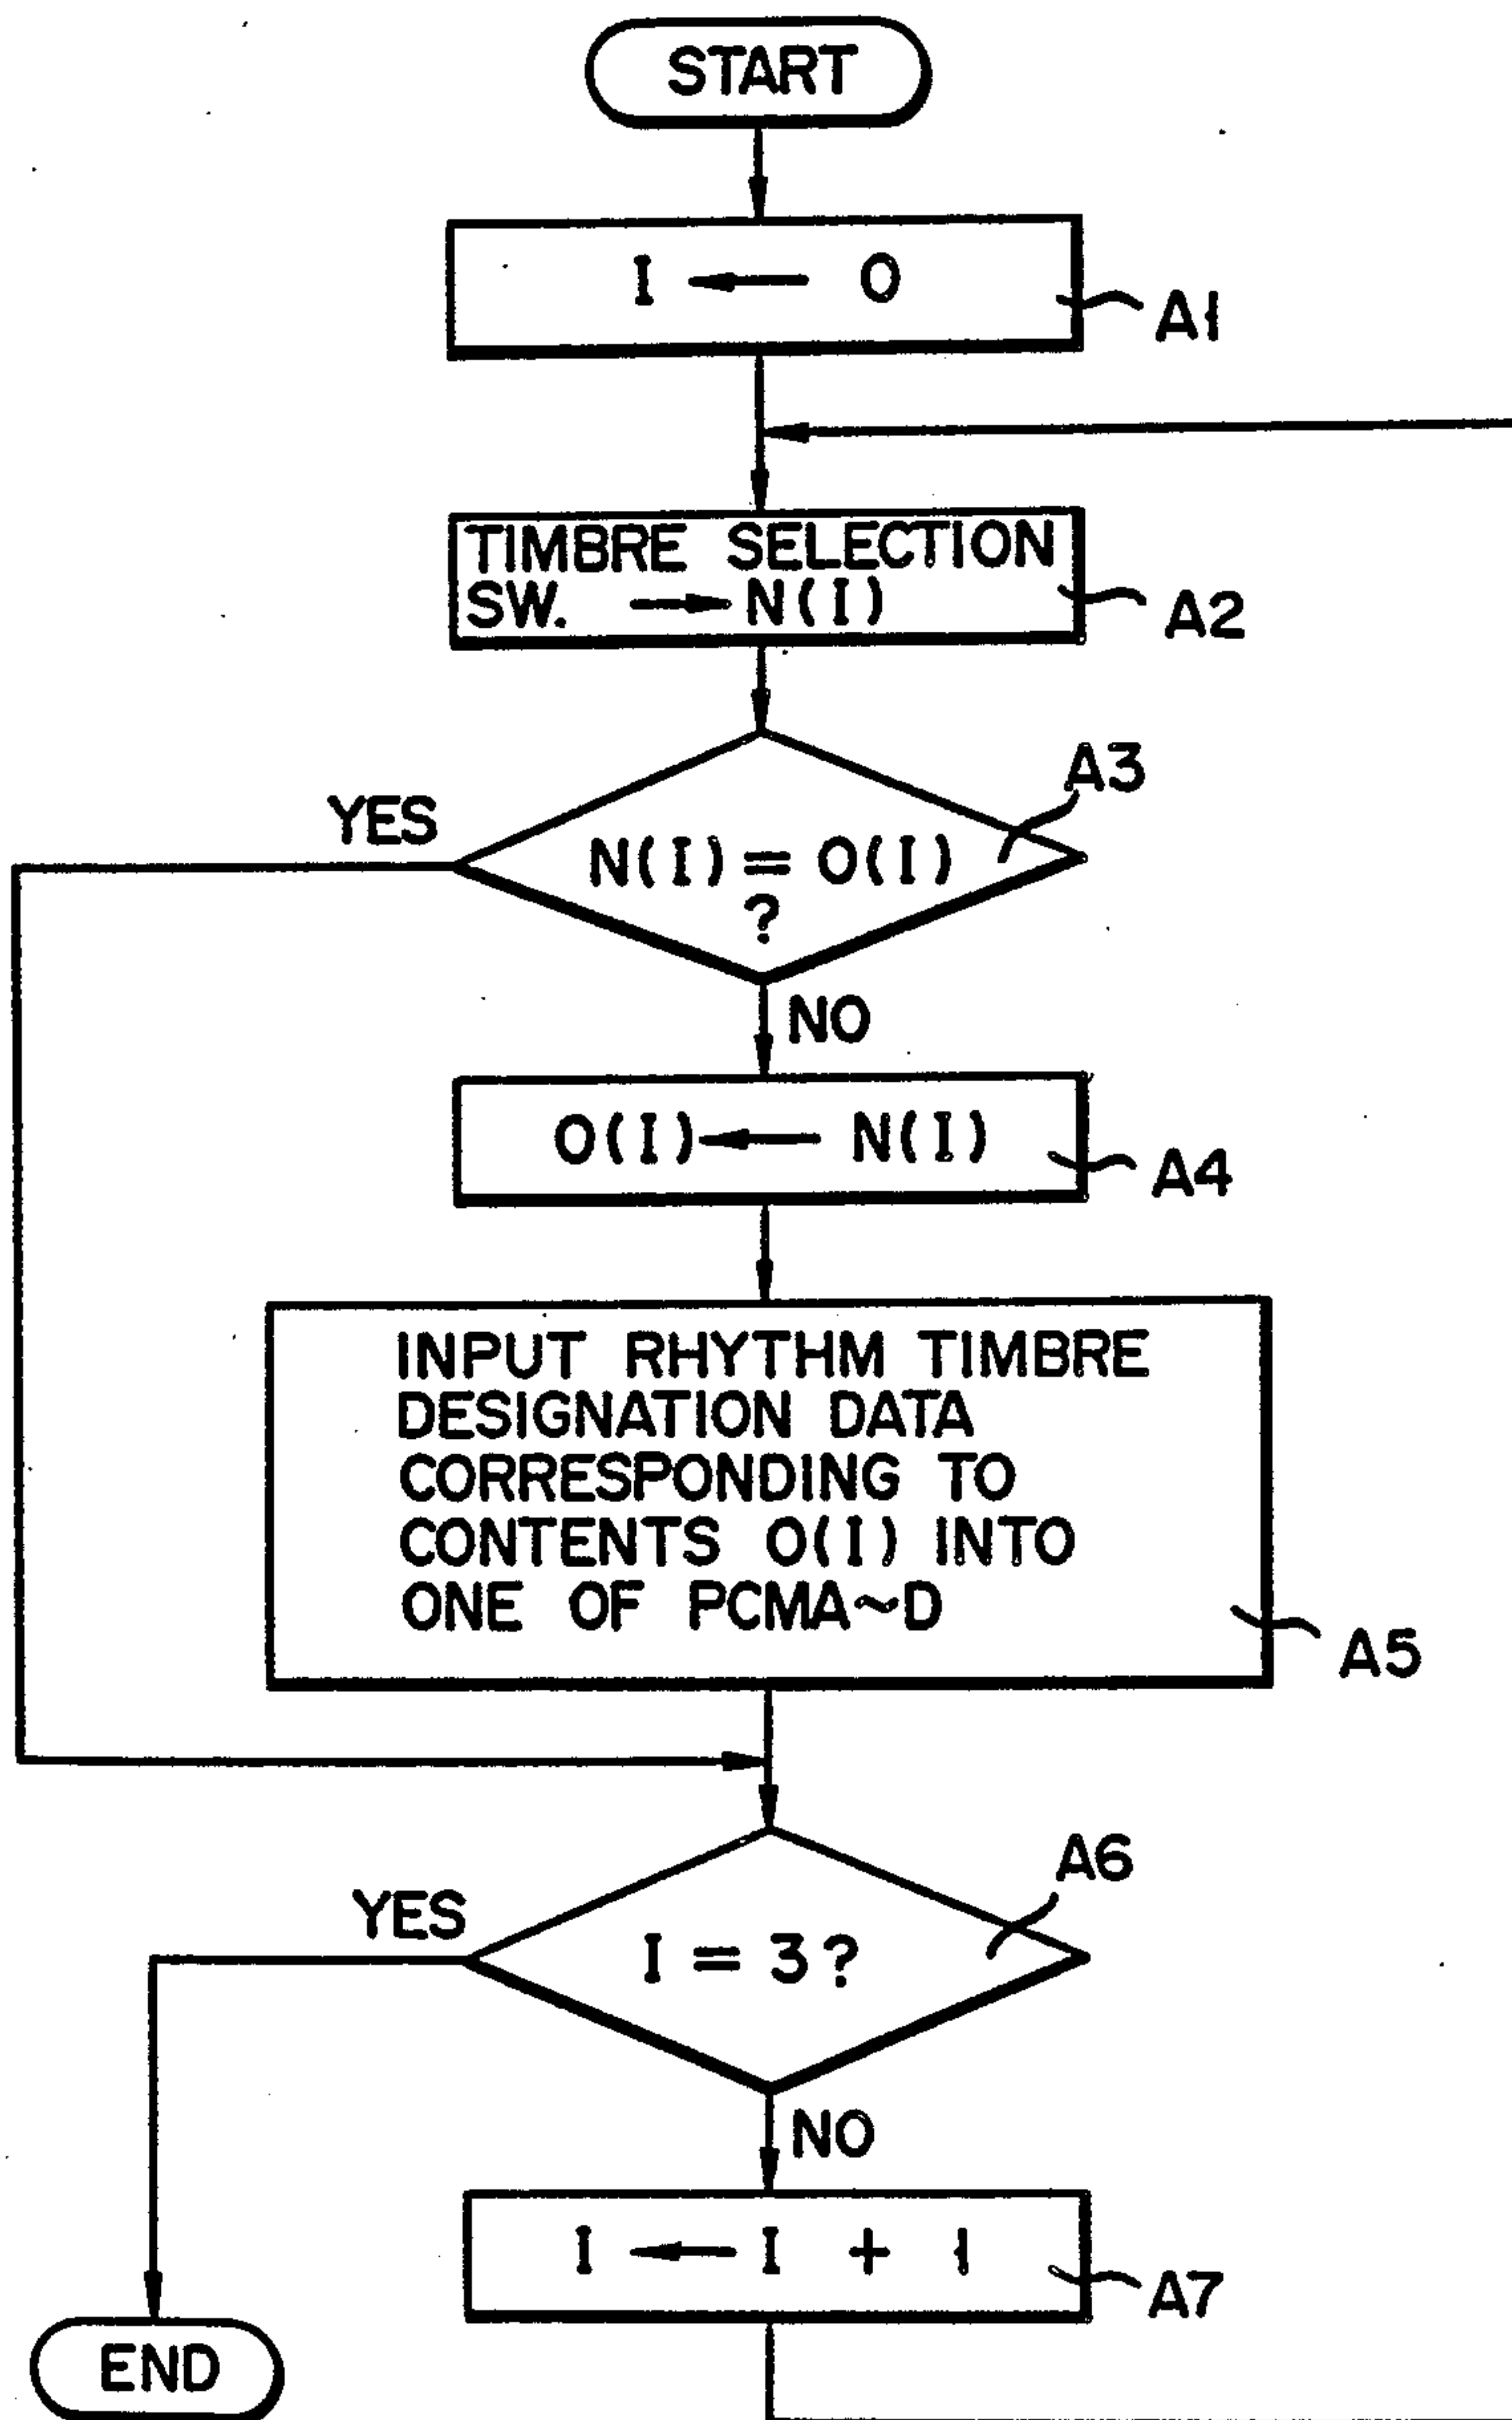 START
I ← 0
A1
TIMBRE SELECTION
SW. → N(I)
A2
A3
YES
N(I) = O(I)
?
NO
O(I) ← N(I)
A4
INPUT RHYTHM TIMBRE
DESIGNATION DATA
CORRESPONDING TO
CONTENTS O(I) INTO
ONE OF PCMA~D
A5
A6
YES
I = 3?
NO
I ← I + 1
A7
END